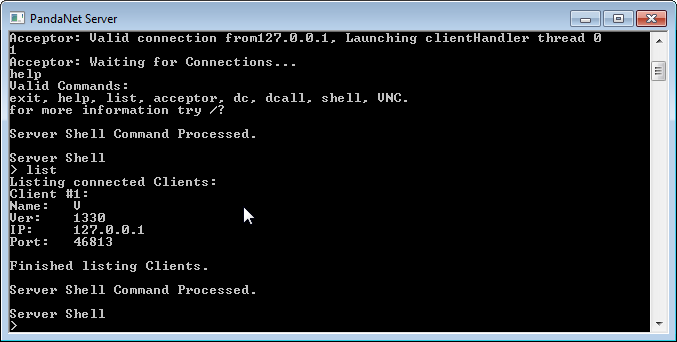 PandaNet Server
Acceptor: Valid connection from127.0.0.1, Launching clientHandler thread 0
1
Acceptor: Waiting for Connections...
help
Valid Commands:
exit, help, list, acceptor, dc, dcall, shell, VNC.
for more information try /?
Server Shell Command Processed.
Server Shell
> list
Listing connected Clients:
Client #1:
Name: V
Ver: 1330
IP: 127.0.0.1
Port: 46813
Finished listing Clients.
Server Shell Command Processed.
Server Shell
>